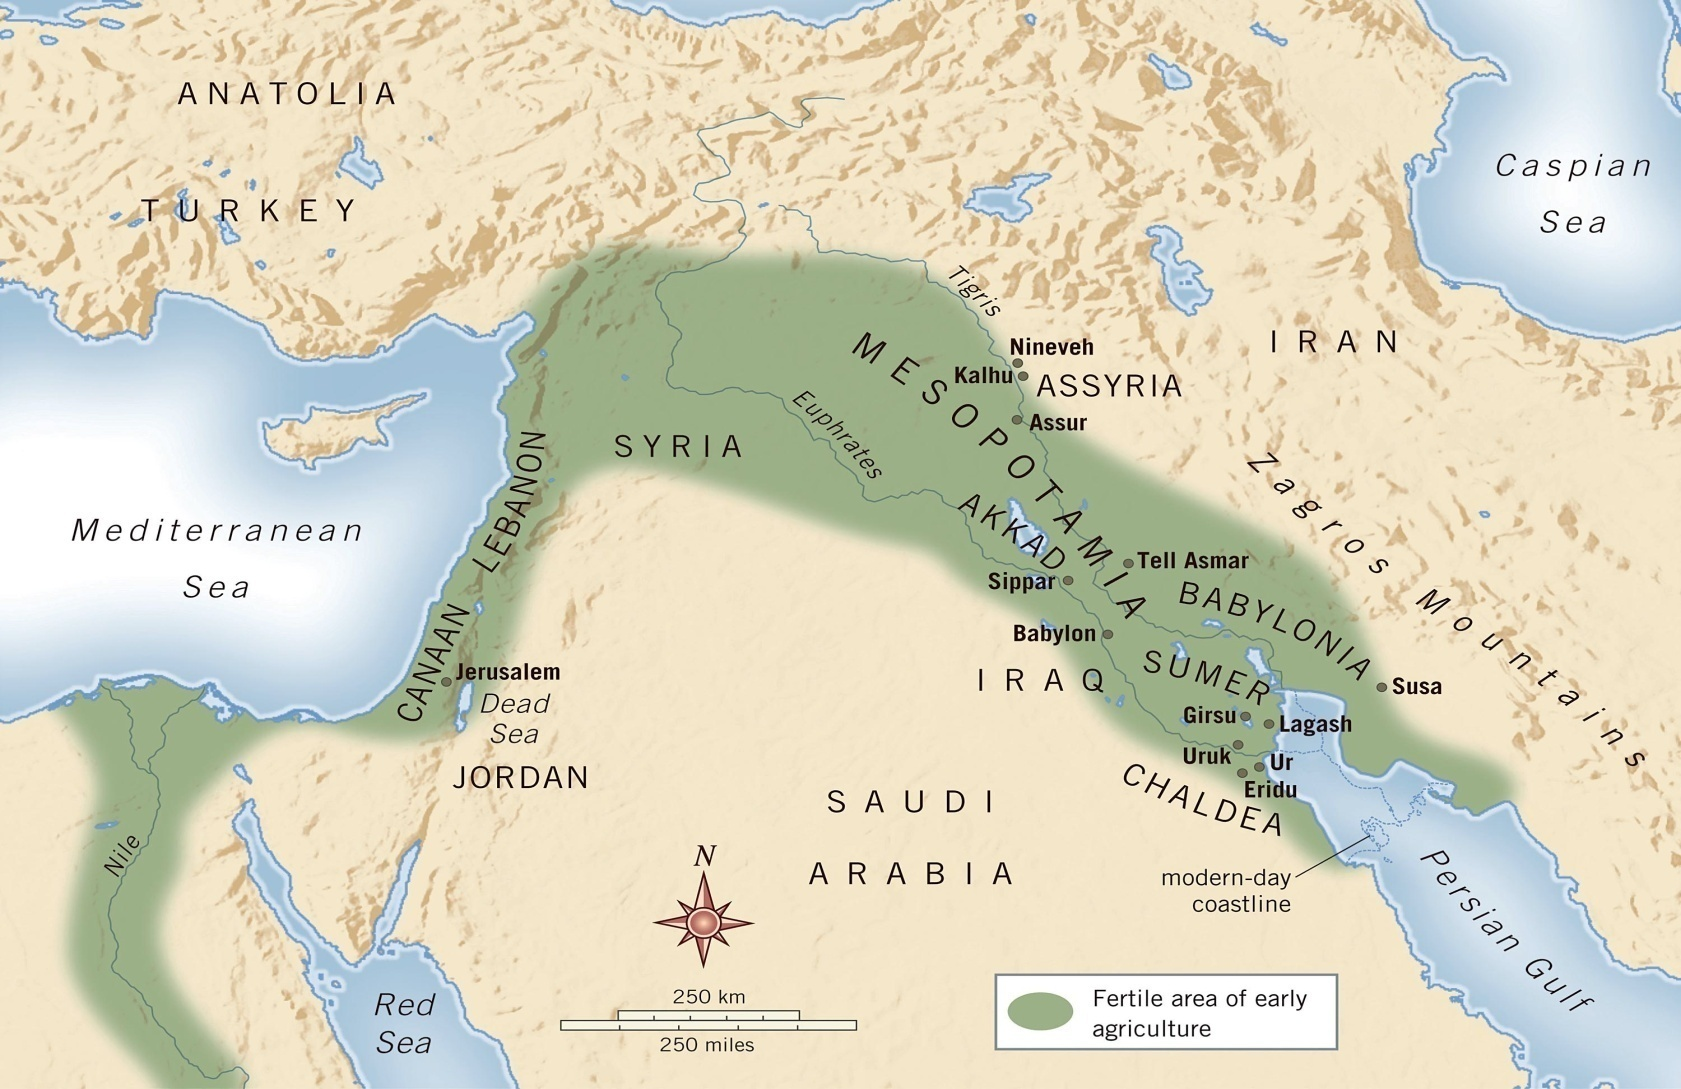 ANATOLIA
TURKEY
Caspian
Sea
Tigris
IRAN
Nineveh
Kalhu
ASSYRIA
MESOPOTAMIA
Assur
Euphrates
SYRIA
LEBANON
Zagros Mountains
Mediterranean
Sea
AKKAD
Tell Asmar
Sippar
BABYLONIA
Babylon
CANAAN
Jerusalem
Dead
Sea
IRAQ
SUMER
Susa
Girsu
Lagash
Uruk
Ur
Eridu
JORDAN
CHALDEA
SAUDI
ARABIA
Nile
modern-day
coastline
Persian Gulf
N
Red
Sea
250 km
250 miles
Fertile area of early
agriculture